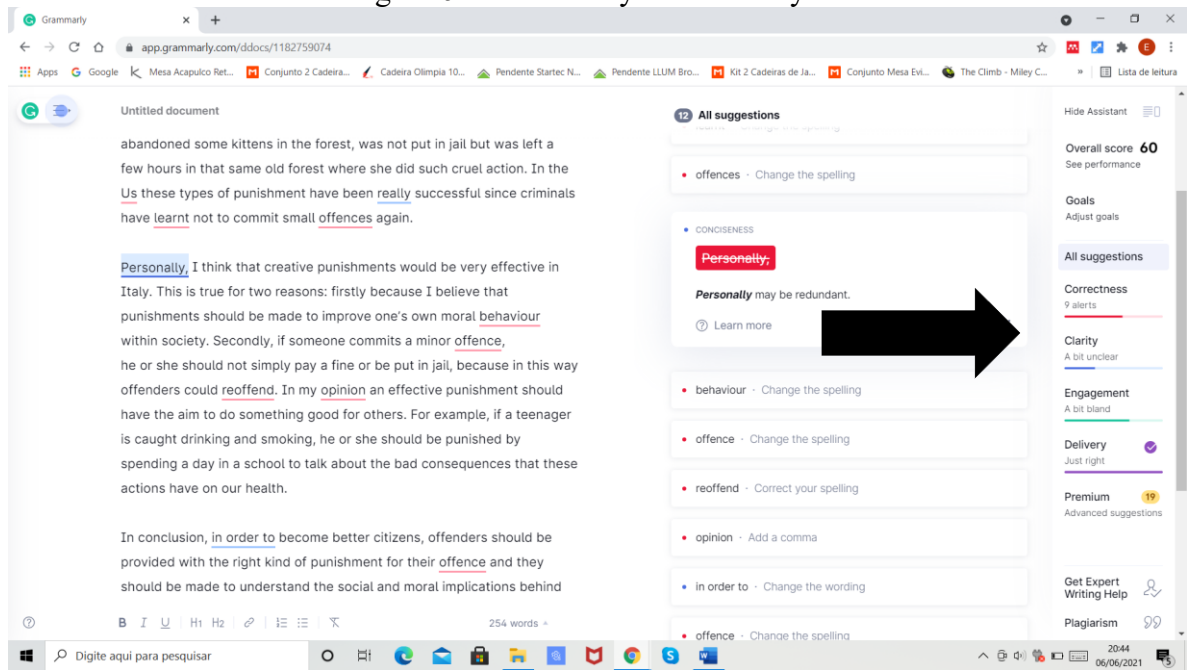 Grammarly
app.grammarly.com/ddocs/1182759074
Apps Google Mesa Acapulco Ret... Conjunto 2 Cadeira... Cadeira Olimpia 10... Pendente Startec N... Pendente LLUM Bro... Kit 2 Cadeiras de Ja... Conjunto Mesa Evi... The Climb - Miley C... » Lista de leitura
Untitled document
abandoned some kittens in the forest, was not put in jail but was left a
few hours in that same old forest where she did such cruel action. In the
Us these types of punishment have been really successful since criminals
have learnt not to commit small offences again.
Personally, I think that creative punishments would be very effective in
Italy. This is true for two reasons: firstly because I believe that
punishments should be made to improve one's own moral behaviour
within society. Secondly, if someone commits a minor offence,
he or she should not simply pay a fine or be put in jail, because in this way
offenders could reoffend. In my opinion an effective punishment should
have the aim to do something good for others. For example, if a teenager
is caught drinking and smoking, he or she should be punished by
spending a day in a school to talk about the bad consequences that these
actions have on our health.
In conclusion, in order to become better citizens, offenders should be
provided with the right kind of punishment for their offence and they
should be made to understand the social and moral implications behind
B I U H1 H2
254 words
12 All suggestions
offences · Change the spelling
CONCISENESS
Personally,
Personally may be redundant.
Learn more
behaviour · Change the spelling
offence · Change the spelling
reoffend · Correct your spelling
opinion · Add a comma
in order to · Change the wording
offence · Change the spelling
Hide Assistant
Overall score 60
See performance
Goals
Adjust goals
All suggestions
Correctness
9 alerts
Clarity
A bit unclear
Engagement
A bit bland
Delivery
Just right
Premium 19
Advanced suggestions
Get Expert
Writing Help
Plagiarism
Digite aqui para pesquisar
20:44
06/06/2021